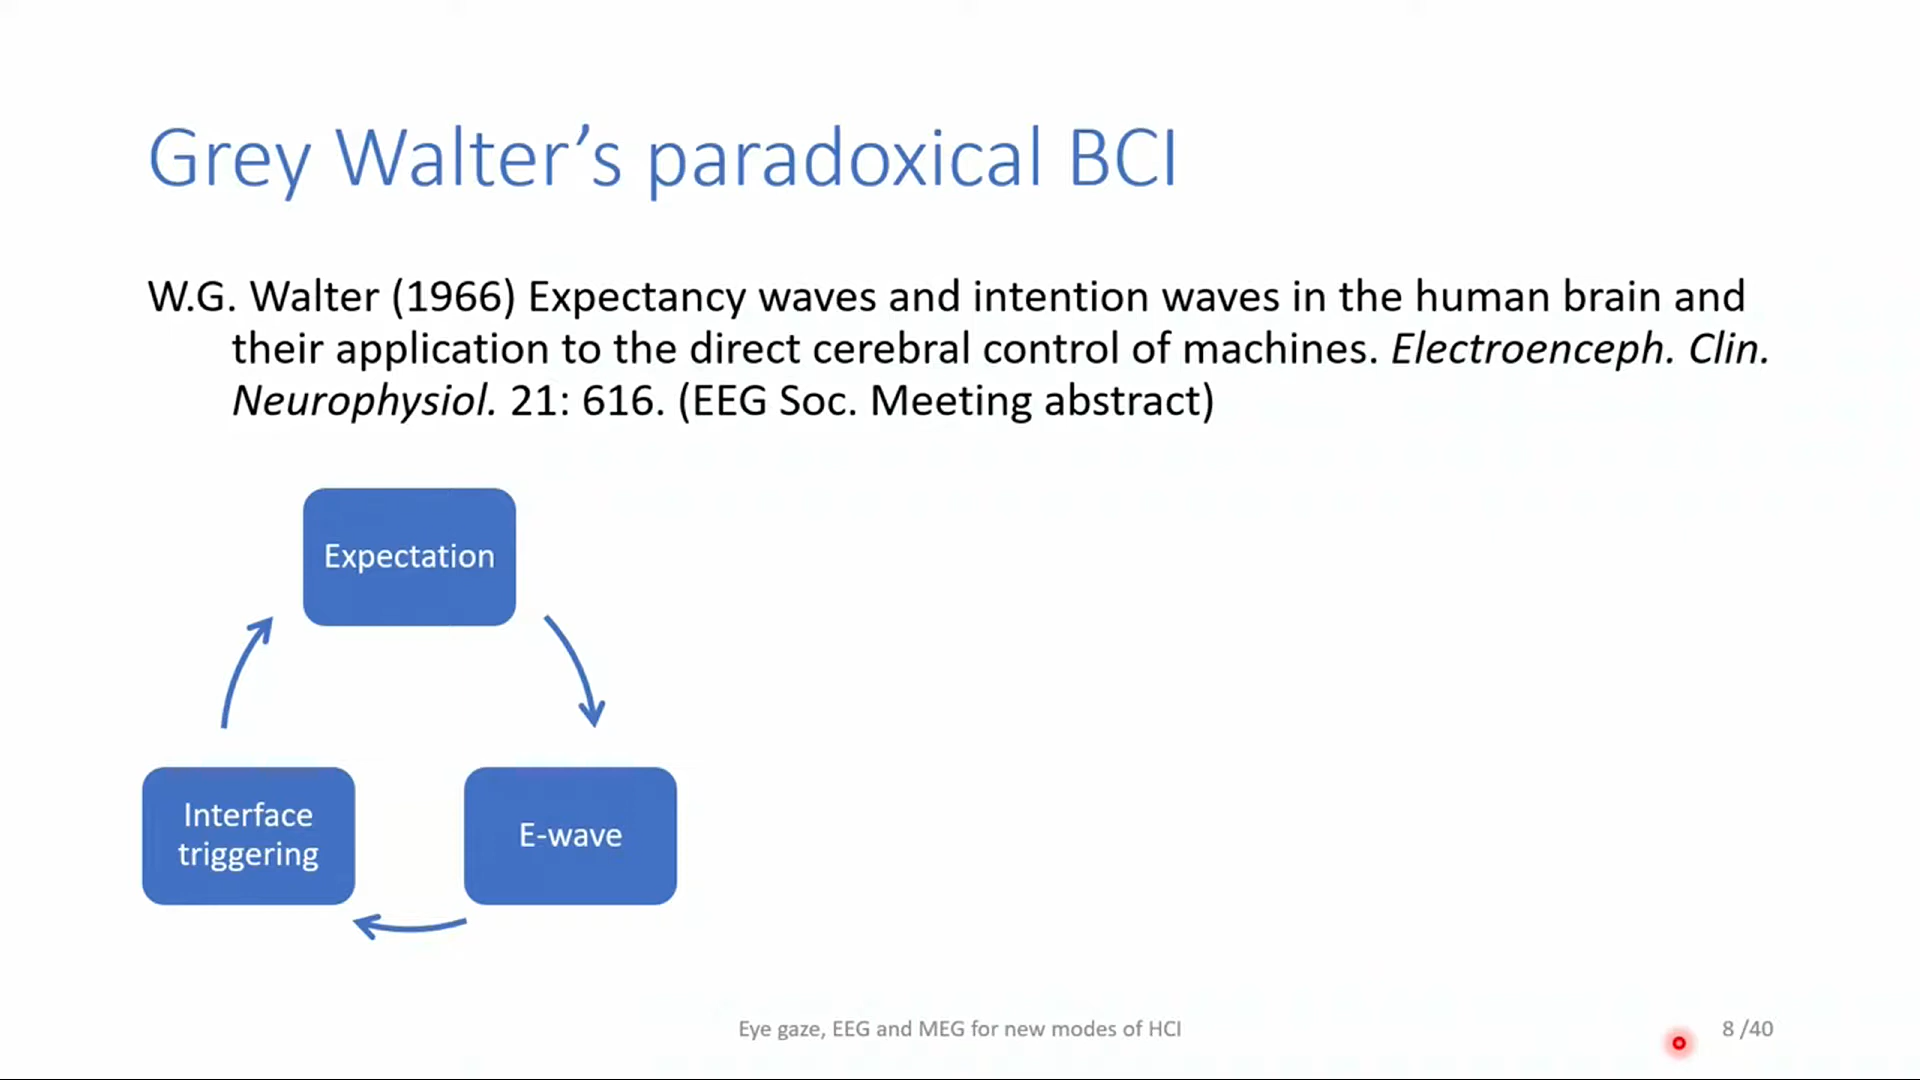 Grey Walter’s paradoxical BCI
W.G. Walter (1966) Expectancy waves and intention waves in the human brain and
their application to the direct cerebral control of machines. Electroenceph. Clin.
Neurophysiol. 21: 616. (EEG Soc. Meeting abstract)
Expectation
Interface
triggering
E-wave
Eye gaze, EEG and MEG for new modes of HCI
8 /40